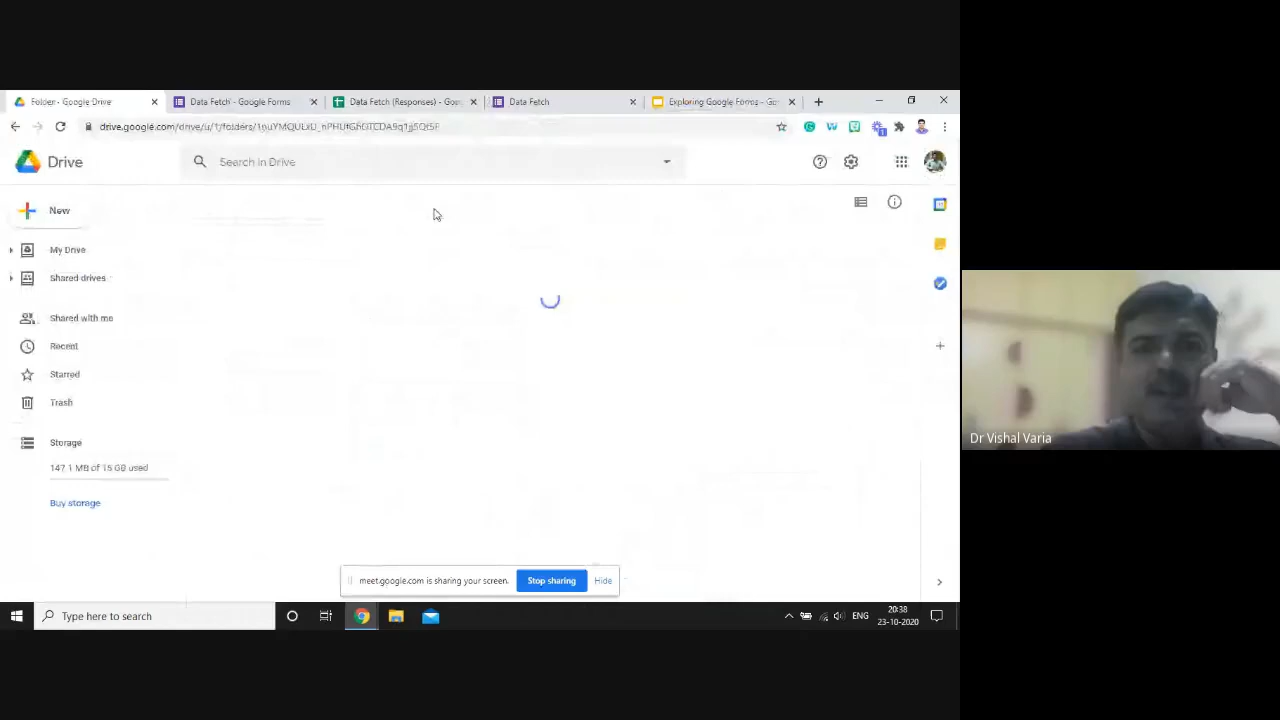 Folder - Google Drive
Data Fetch - Google Forms
Data Fetch (Responses) - Goo
Data Fetch
Exploring Google Forms - Go
Drive
Search in Drive
New
My Drive
Shared drives
Shared with me
Recent
Starred
Trash
Storage
147.1 MB of 15 GB used
Buy storage
Dr Vishal Varia
meet.google.com is sharing your screen.
Stop sharing
Hide
Type here to search
ENG
20:38
23-10-2020